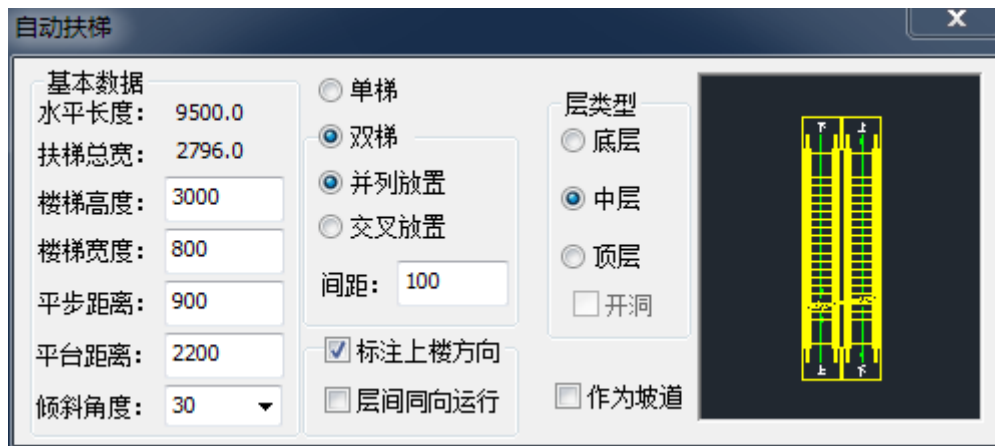 自动扶梯
X
基本数据
水平长度： 9500.0
扶梯总宽： 2796.0
楼梯高度： 3000
楼梯宽度： 800
平步距离： 900
平台距离： 2200
倾斜角度： 30
单梯
双梯
并列放置
交叉放置
间距： 100
标注上楼方向
层间同向运行
层类型
底层
中层
顶层
开洞
作为坡道
下 上
上 下